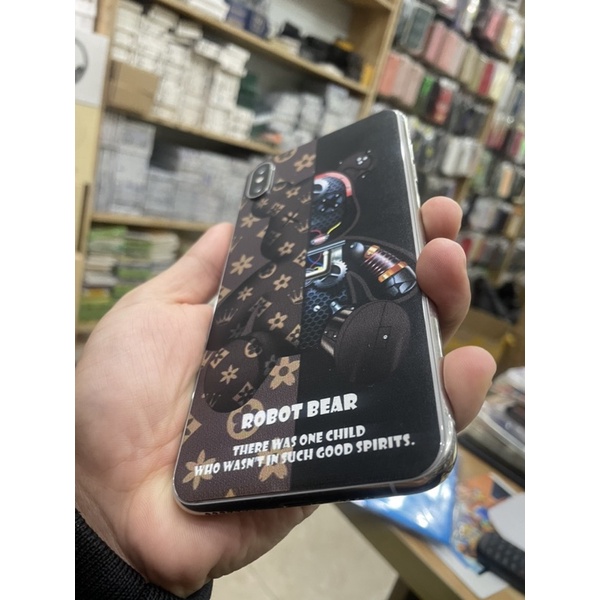 ROBOT BEAR
THERE WAS ONE CHILD
WHO WASN'T IN SUCH GOOD SPIRITS.